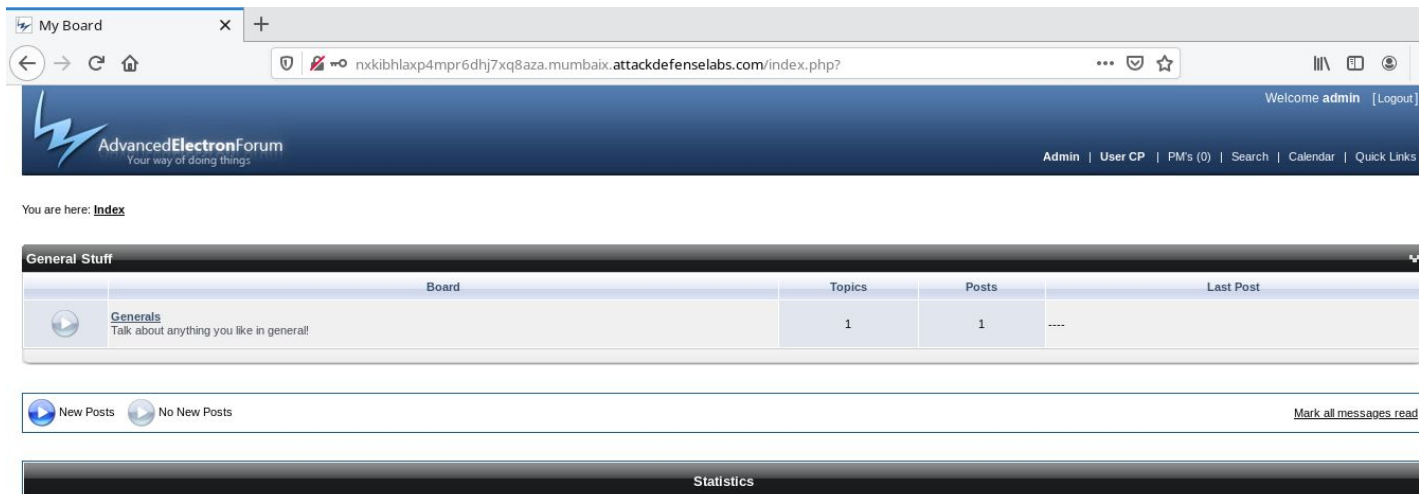 My Board
nxkibhlaxp4mpr6dhj7xq8aza.mumbaix.attackdefenselabs.com/index.php?
Welcome admin [Logout]
AdvancedElectronForum
Your way of doing things
Admin | User CP | PM's (0) | Search | Calendar | Quick Links
You are here: Index
General Stuff
Board Topics Posts Last Post
Generals
Talk about anything you like in general!
1 1 ----
New Posts No New Posts Mark all messages read
Statistics